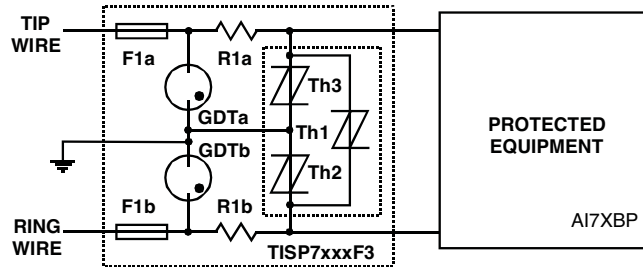 TIP
WIRE
F1a
R1a
Th3
GDTa
Th1
PROTECTED
EQUIPMENT
GDTb
Th2
F1b
R1b
RING
WIRE
TISP7xxxF3
AI7XBP